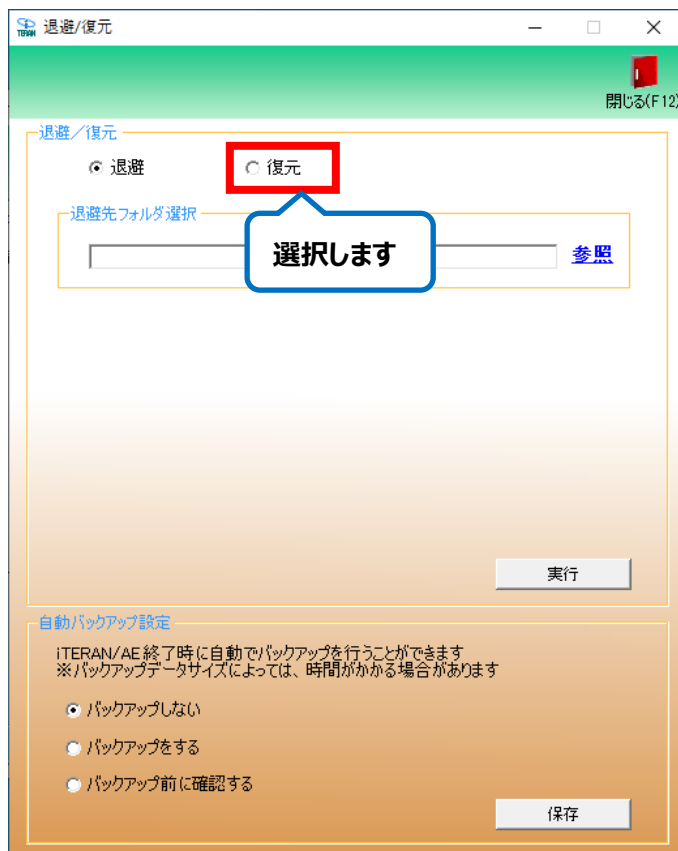 TERAN 退避/復元
閉じる(F12)
退避／復元
退避
復元
退避先フォルダ選択
選択します
参照
実行
自動バックアップ設定
iTERAN/AE終了時に自動でバックアップを行うことができます
※バックアップデータサイズによっては、時間がかかる場合があります
バックアップしない
バックアップをする
バックアップ前に確認する
保存